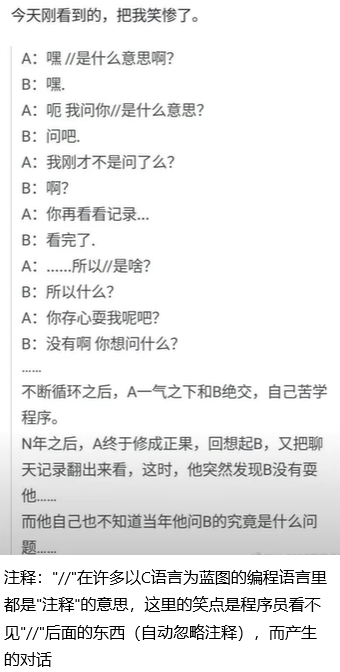 今天刚看到的，把我笑惨了。
A：嘿 //是什么意思啊？
B：嘿.
A：呃 我问你//是什么意思？
B：问吧.
A：我刚才不是问了么？
B：啊？
A：你再看看记录...
B：看完了.
A：......所以//是啥？
B：所以什么？
A：你存心耍我呢吧？
B：没有啊 你想问什么？
……
不断循环之后，A一气之下和B绝交，自己苦学
程序。
N年之后，A终于修成正果，回想起B，又把聊
天记录翻出来看，这时，他突然发现B没有耍
他……
而他自己也不知道当年他问B的究竟是什么问
题……
注释："//"在许多以C语言为蓝图的编程语言里
都是"注释"的意思，这里的笑点是程序员看不
见"//"后面的东西（自动忽略注释），而产生
的对话